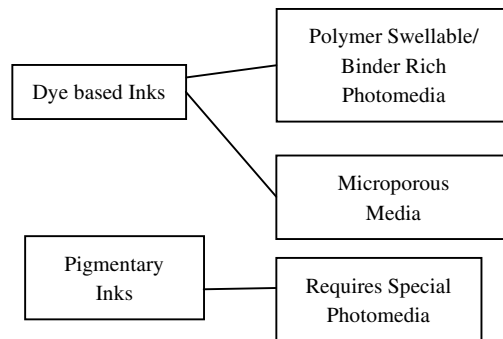 Polymer Swellable/
Binder Rich
Photomedia
Dye based Inks
Microporous
Media
Pigmentary
Inks
Requires Special
Photomedia